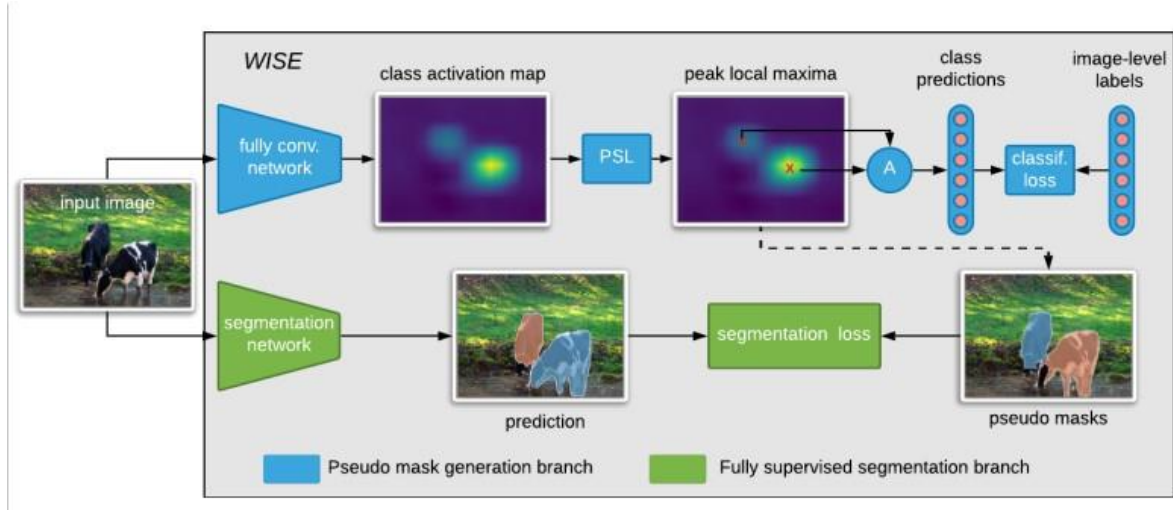 WISE
class activation map
peak local maxima
class
predictions
image-level
labels
fully conv.
network
PSL
x
A
classif.
loss
input image
segmentation
network
segmentation loss
prediction
pseudo masks
Pseudo mask generation branch
Fully supervised segmentation branch